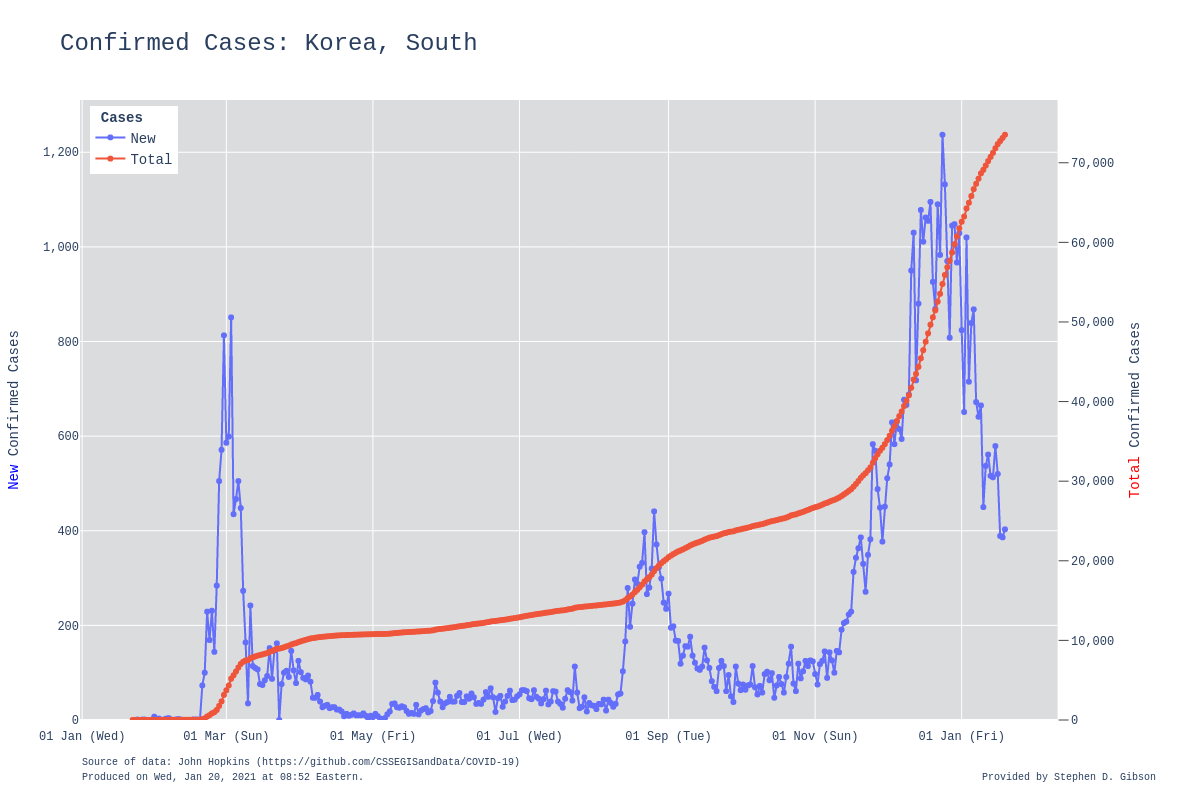 Confirmed Cases: Korea, South
Cases
New
Total
1,200
1,000
800
600
400
200
0
70,000
60,000
50,000
40,000
30,000
20,000
10,000
0
New Confirmed Cases
Total Confirmed Cases
01 Jan (Wed) 01 Mar (Sun) 01 May (Fri) 01 Jul (Wed) 01 Sep (Tue) 01 Nov (Sun) 01 Jan (Fri)
Source of data: John Hopkins (https://github.com/CSSEGISandData/COVID-19)
Produced on Wed, Jan 20, 2021 at 08:52 Eastern.
Provided by Stephen D. Gibson